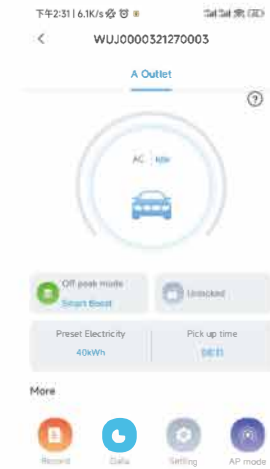 下午2:31 | 6.1K/s
WUJ0000321270003
A Outlet
?
AC | Idle
Off peak mode
Smart Boost
Unlocked
Preset Electricity
Pick up time
40kWh
More
Record
Data
Setting
AP mode